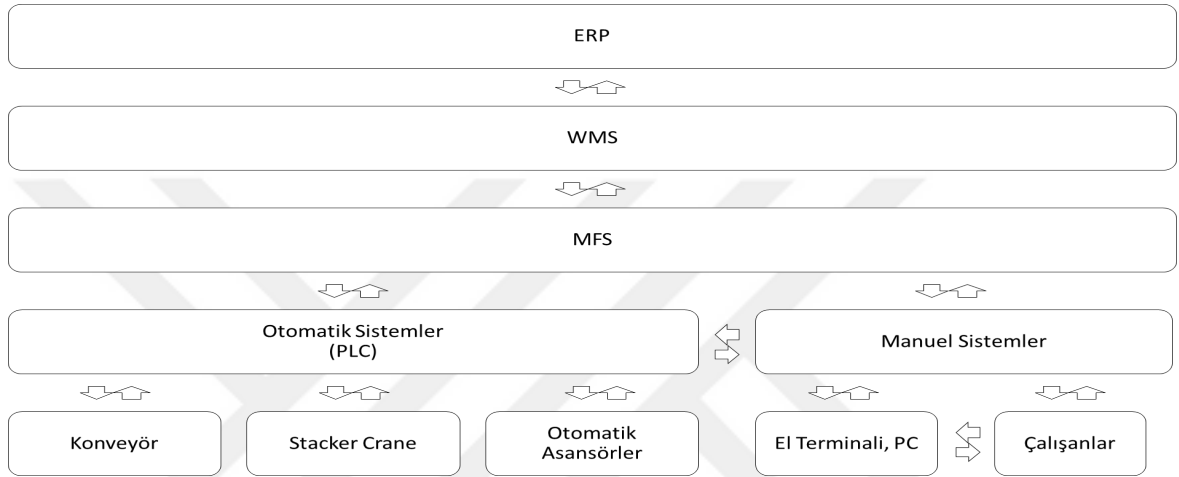 ERP
WMS
MFS
Otomatik Sistemler
(PLC)
Manuel Sistemler
Konveyör
Stacker Crane
Otomatik
Asansörler
El Terminali, PC
Çalışanlar